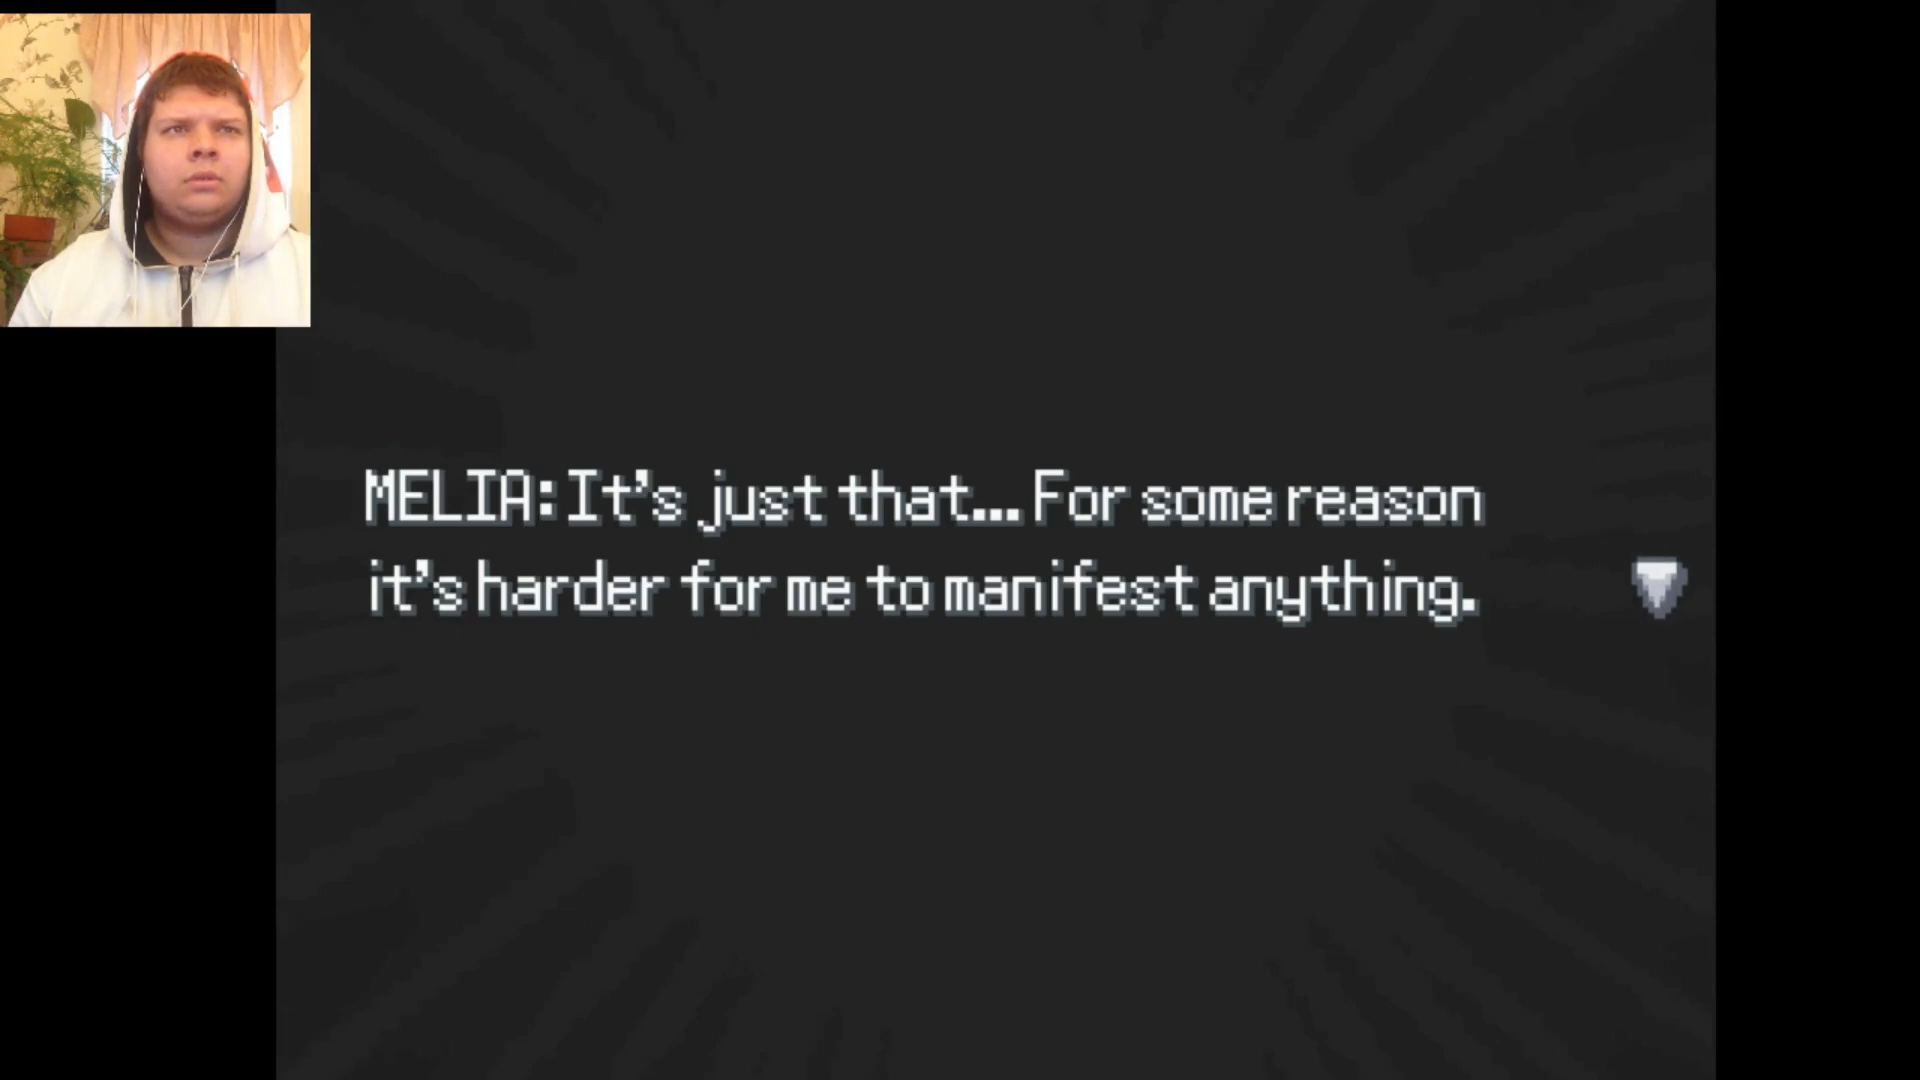 MELIA: It's just that... For some reason
it's harder for me to manifest anything.